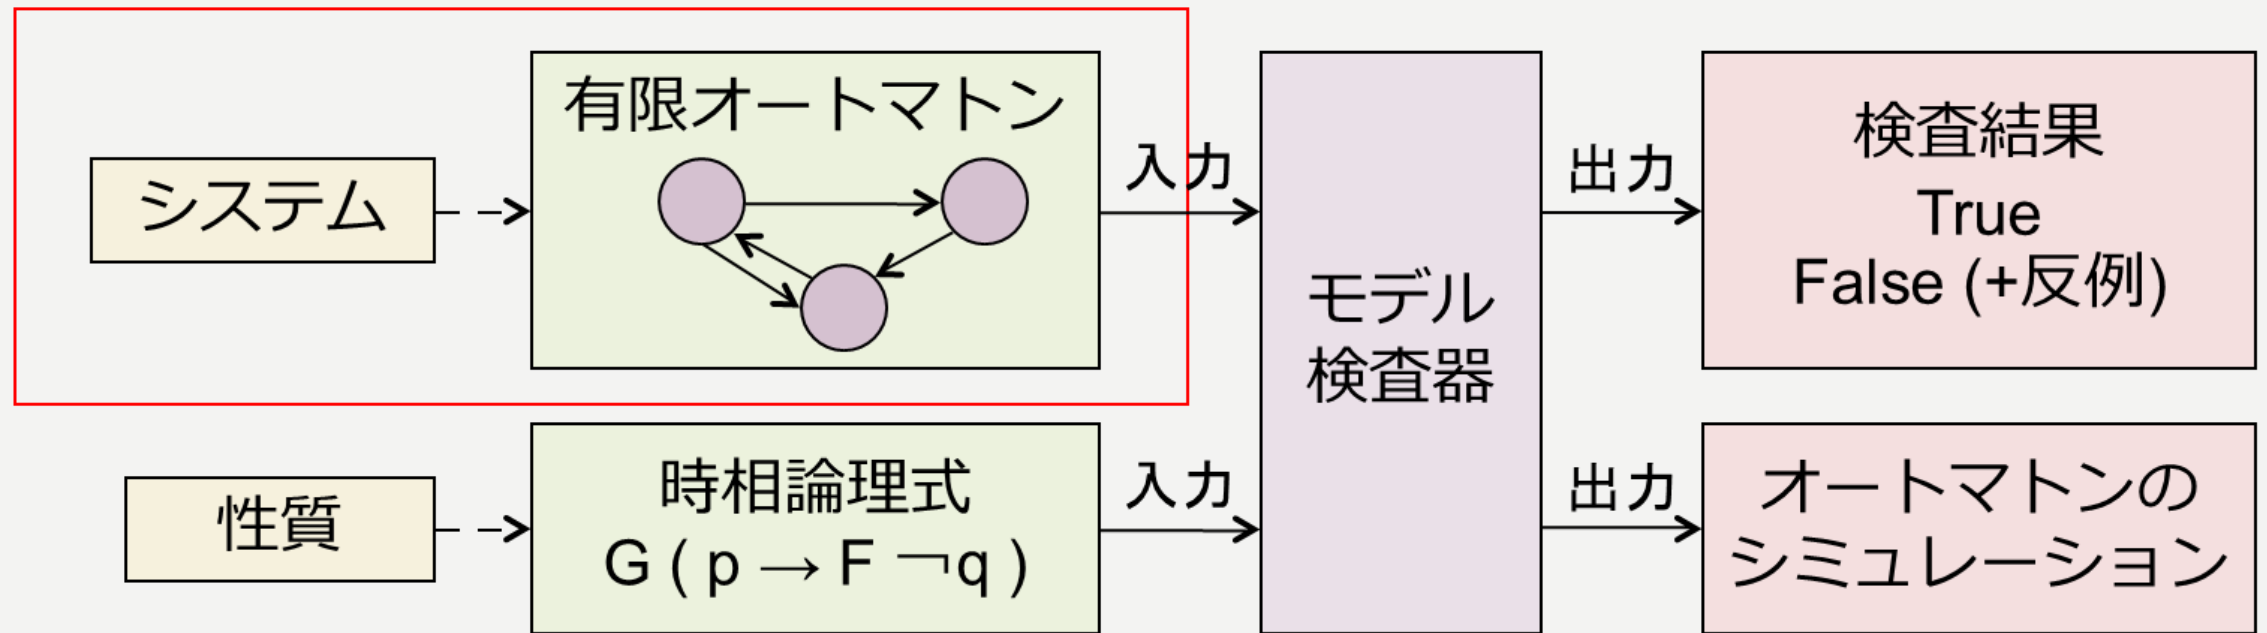 システム
有限オートマトン
入力
性質
時相論理式
G ( p → F ¬q )
入力
モデル
検査器
出力
検査結果
True
False (+反例)
出力
オートマトンの
シミュレーション